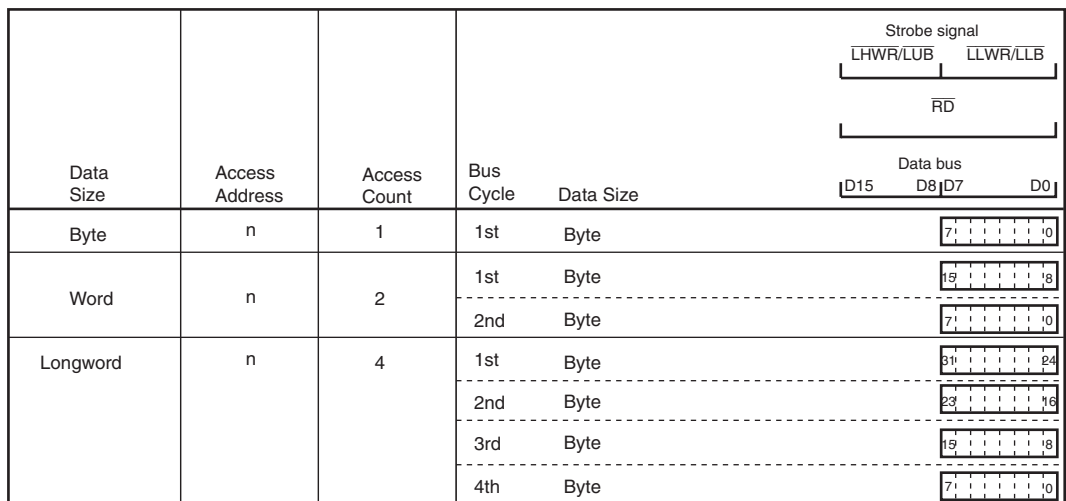 Strobe signal
LHWR/LUB LLWR/LLB
RD
Data Size Access Address Access Count Bus Cycle Data Size Data bus
D15 D8 D7 D0
Byte n 1 1st Byte 7 0
Word n 2 1st Byte 15 8
2nd Byte 7 0
Longword n 4 1st Byte 31 24
2nd Byte 23 16
3rd Byte 15 8
4th Byte 7 0